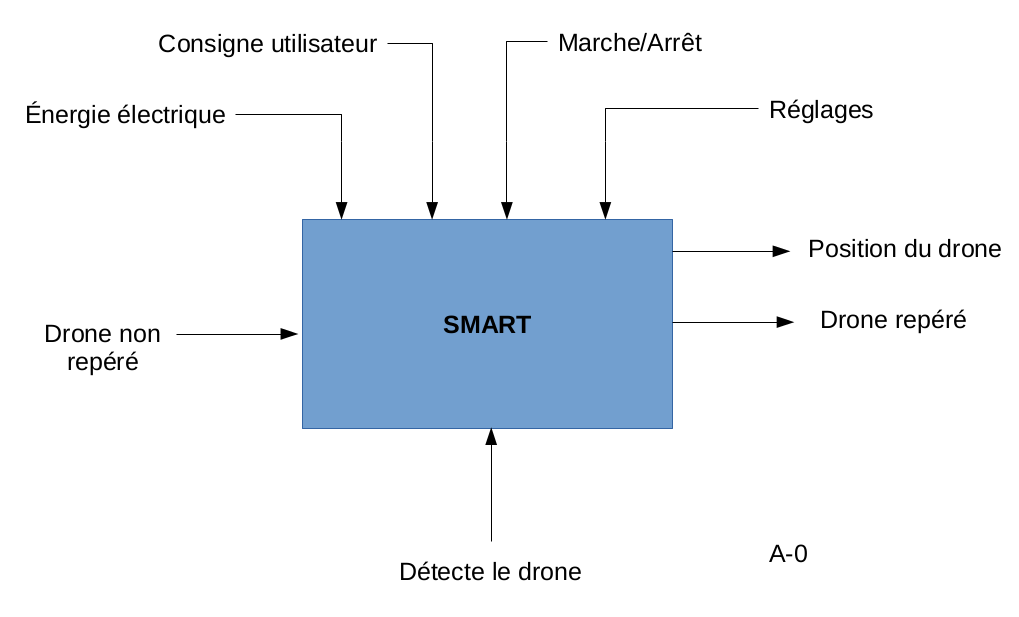 Consigne utilisateur
Marche/Arrêt
Énergie électrique
Réglages
Position du drone
SMART
Drone repéré
Drone non
repéré
A-0
Détecte le drone